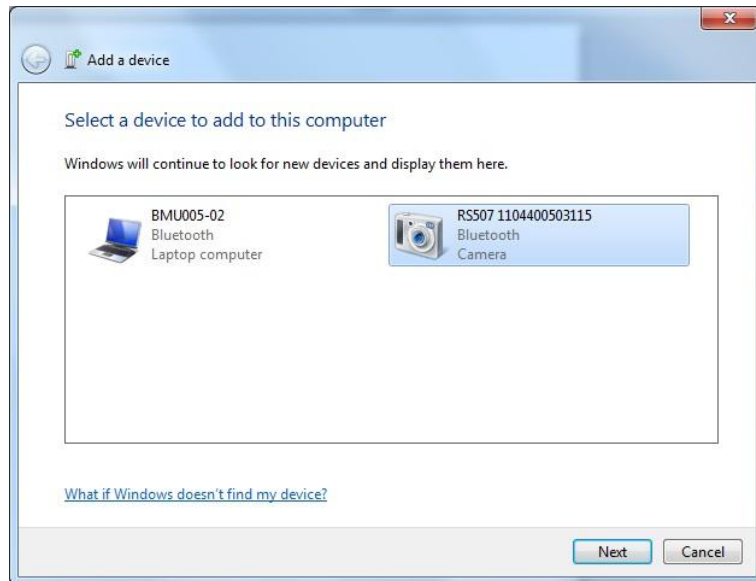 Add a device
Select a device to add to this computer
Windows will continue to look for new devices and display them here.
BMU005-02
Bluetooth
Laptop computer
RS507 1104400503115
Bluetooth
Camera
What if Windows doesn't find my device?
Next
Cancel